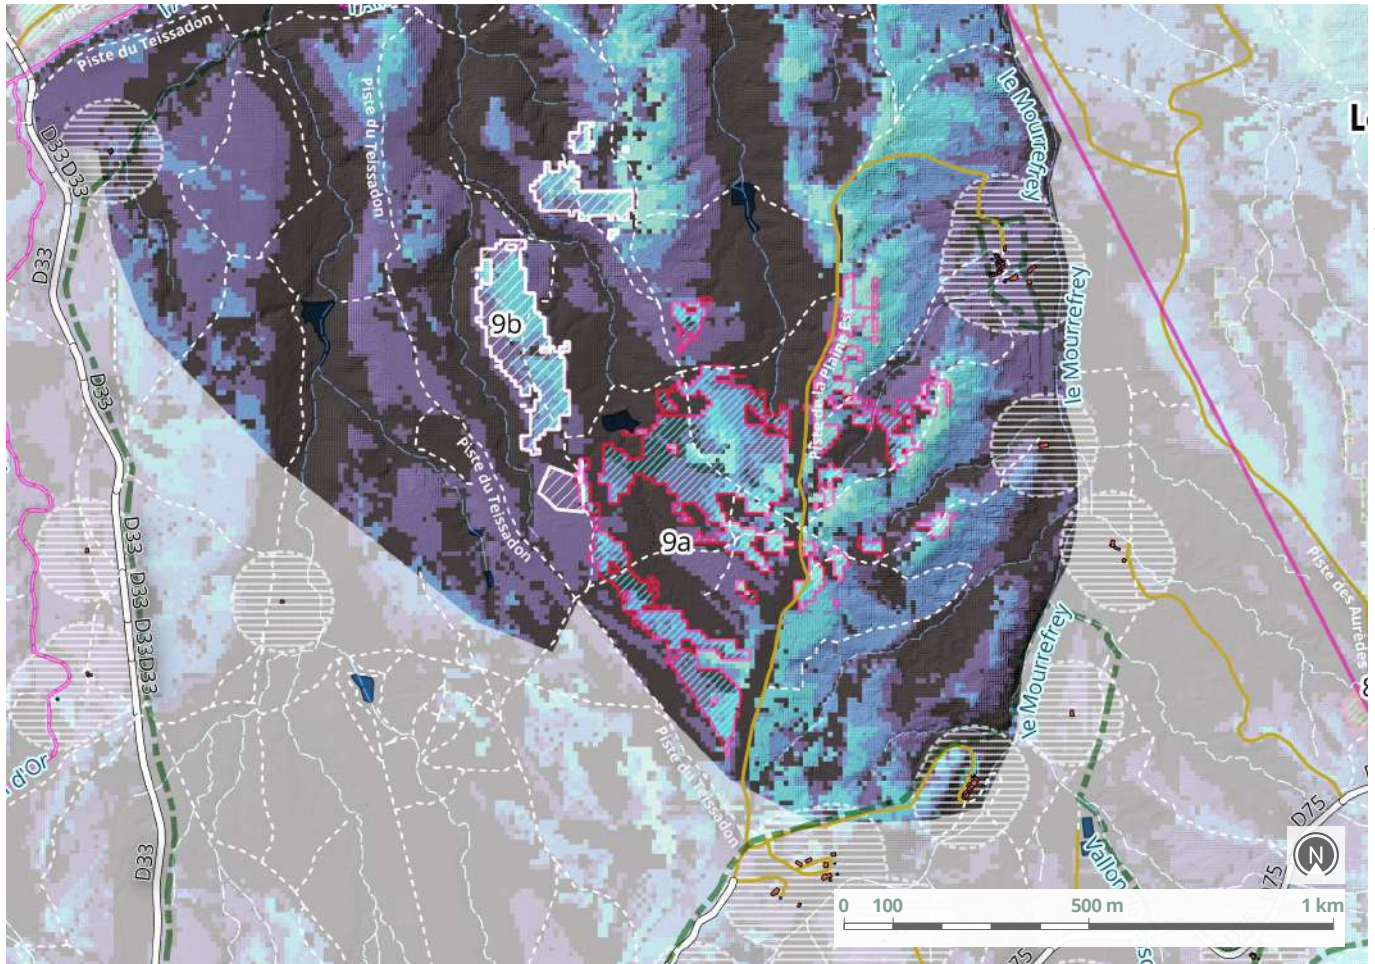 Piste du Teissadon
D33
D33
D33
Piste du Teissadon
le Mourrefrey
9b
Piste de la Plaine Est
le Mourrefrey
D33
Piste du Teissadon
9a
D33
D33
D33
D33
le Mourrefrey
Piste des Aurèdes
d'Or
Piste du Teissadon
D33
D75
Vallon
N
0 100 500 m 1 km